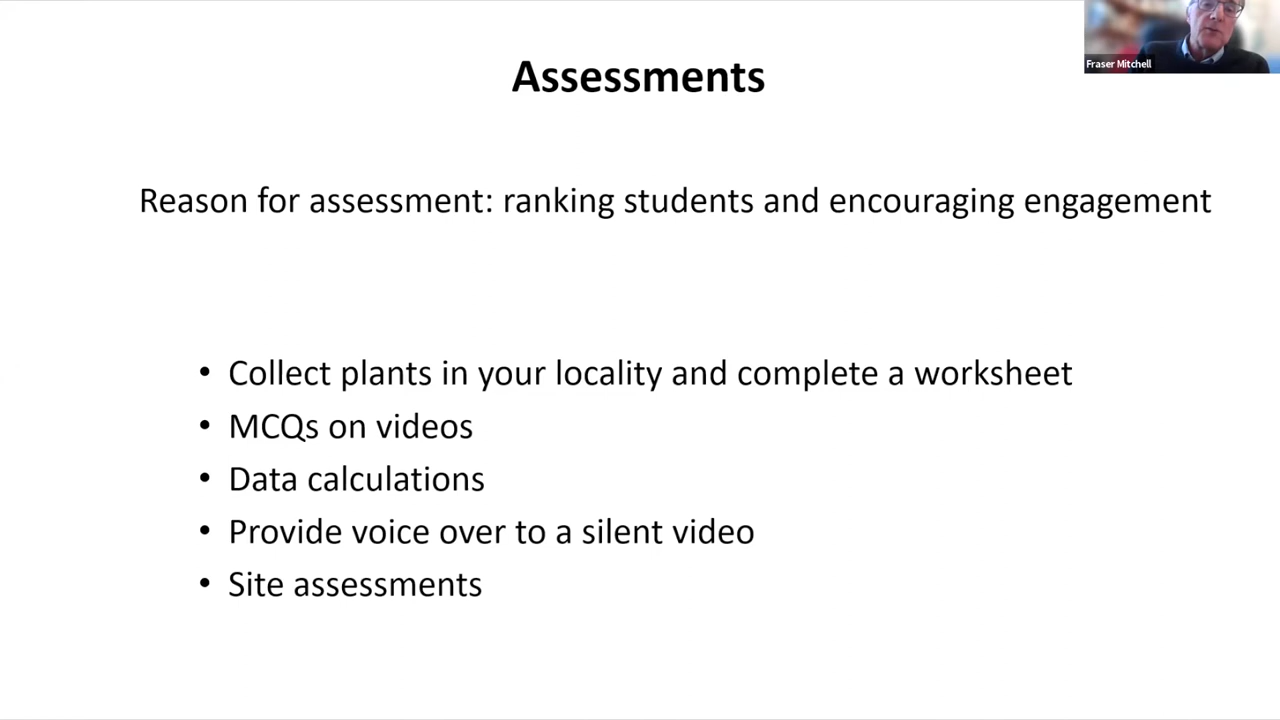 Fraser Mitchell
Assessments
Reason for assessment: ranking students and encouraging engagement
• Collect plants in your locality and complete a worksheet
• MCQs on videos
• Data calculations
• Provide voice over to a silent video
• Site assessments